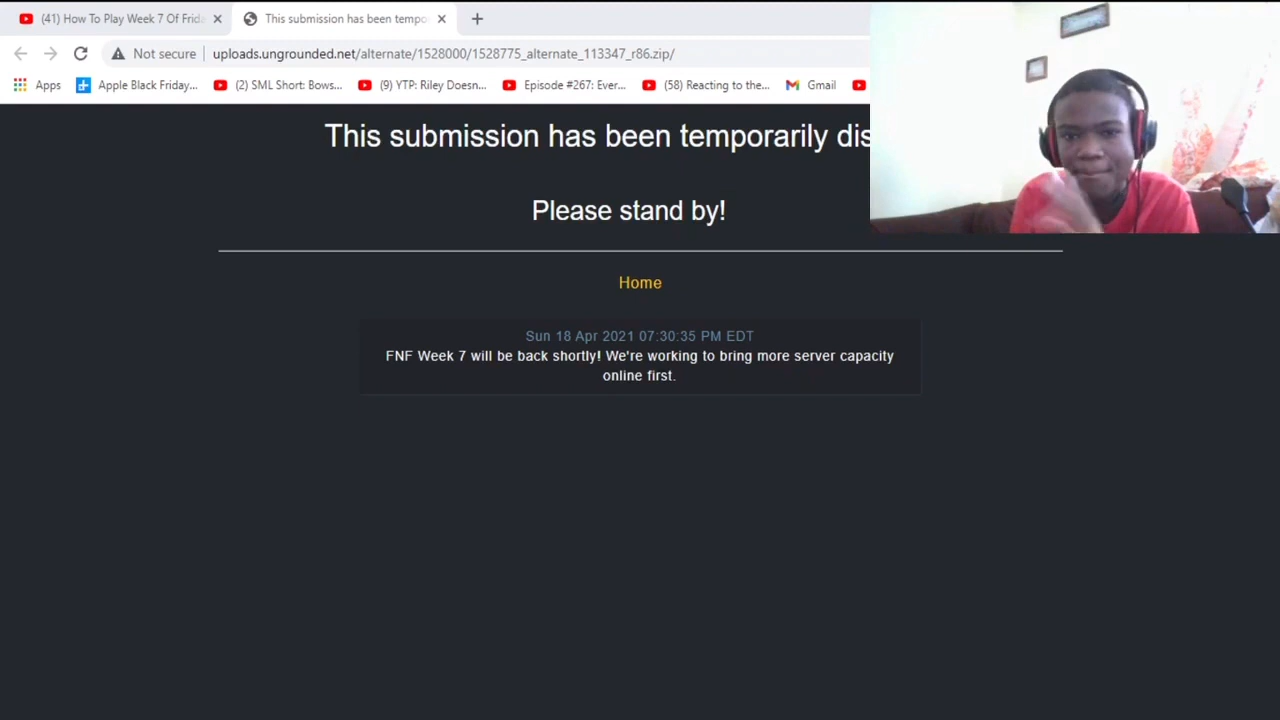 (41) How To Play Week 7 Of Frida
This submission has been tempo
Not secure
uploads.ungrounded.net/alternate/1528000/1528775_alternate_113347_r86.zip/
Apps
Apple Black Friday...
(2) SML Short: Bows...
(9) YTP: Riley Doesn...
Episode #267: Ever...
(58) Reacting to the...
Gmail
This submission has been temporarily dis
Please stand by!
Home
Sun 18 Apr 2021 07:30:35 PM EDT
FNF Week 7 will be back shortly! We're working to bring more server capacity
online first.